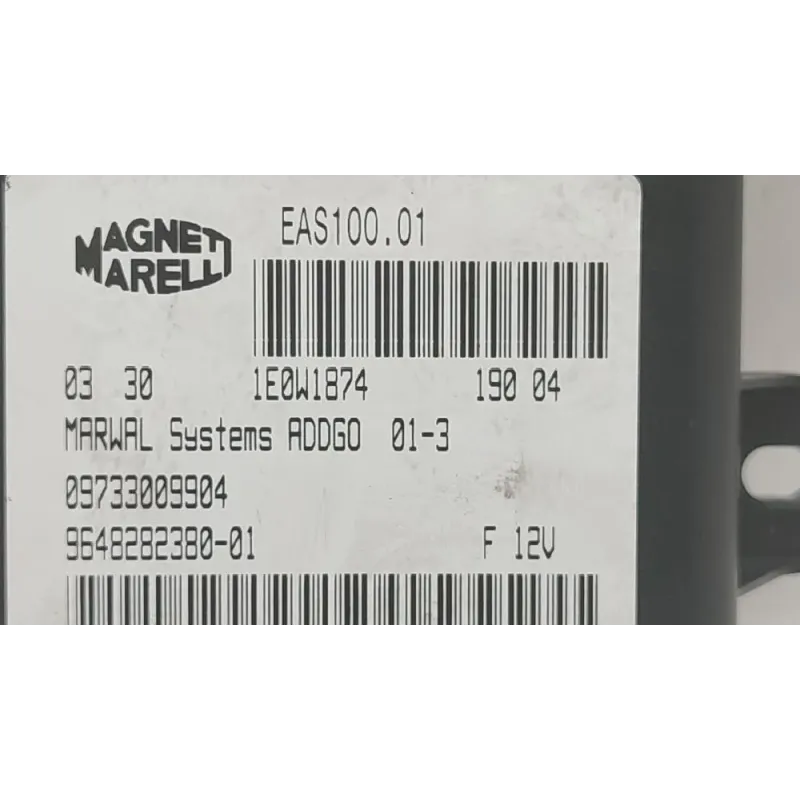 MAGNETI
MARELLI
EAS100.01
03 30 1E0W1874 190 04
MARWAL Systems ADDGO 01-3
09733009904
9648282380-01 F 12V